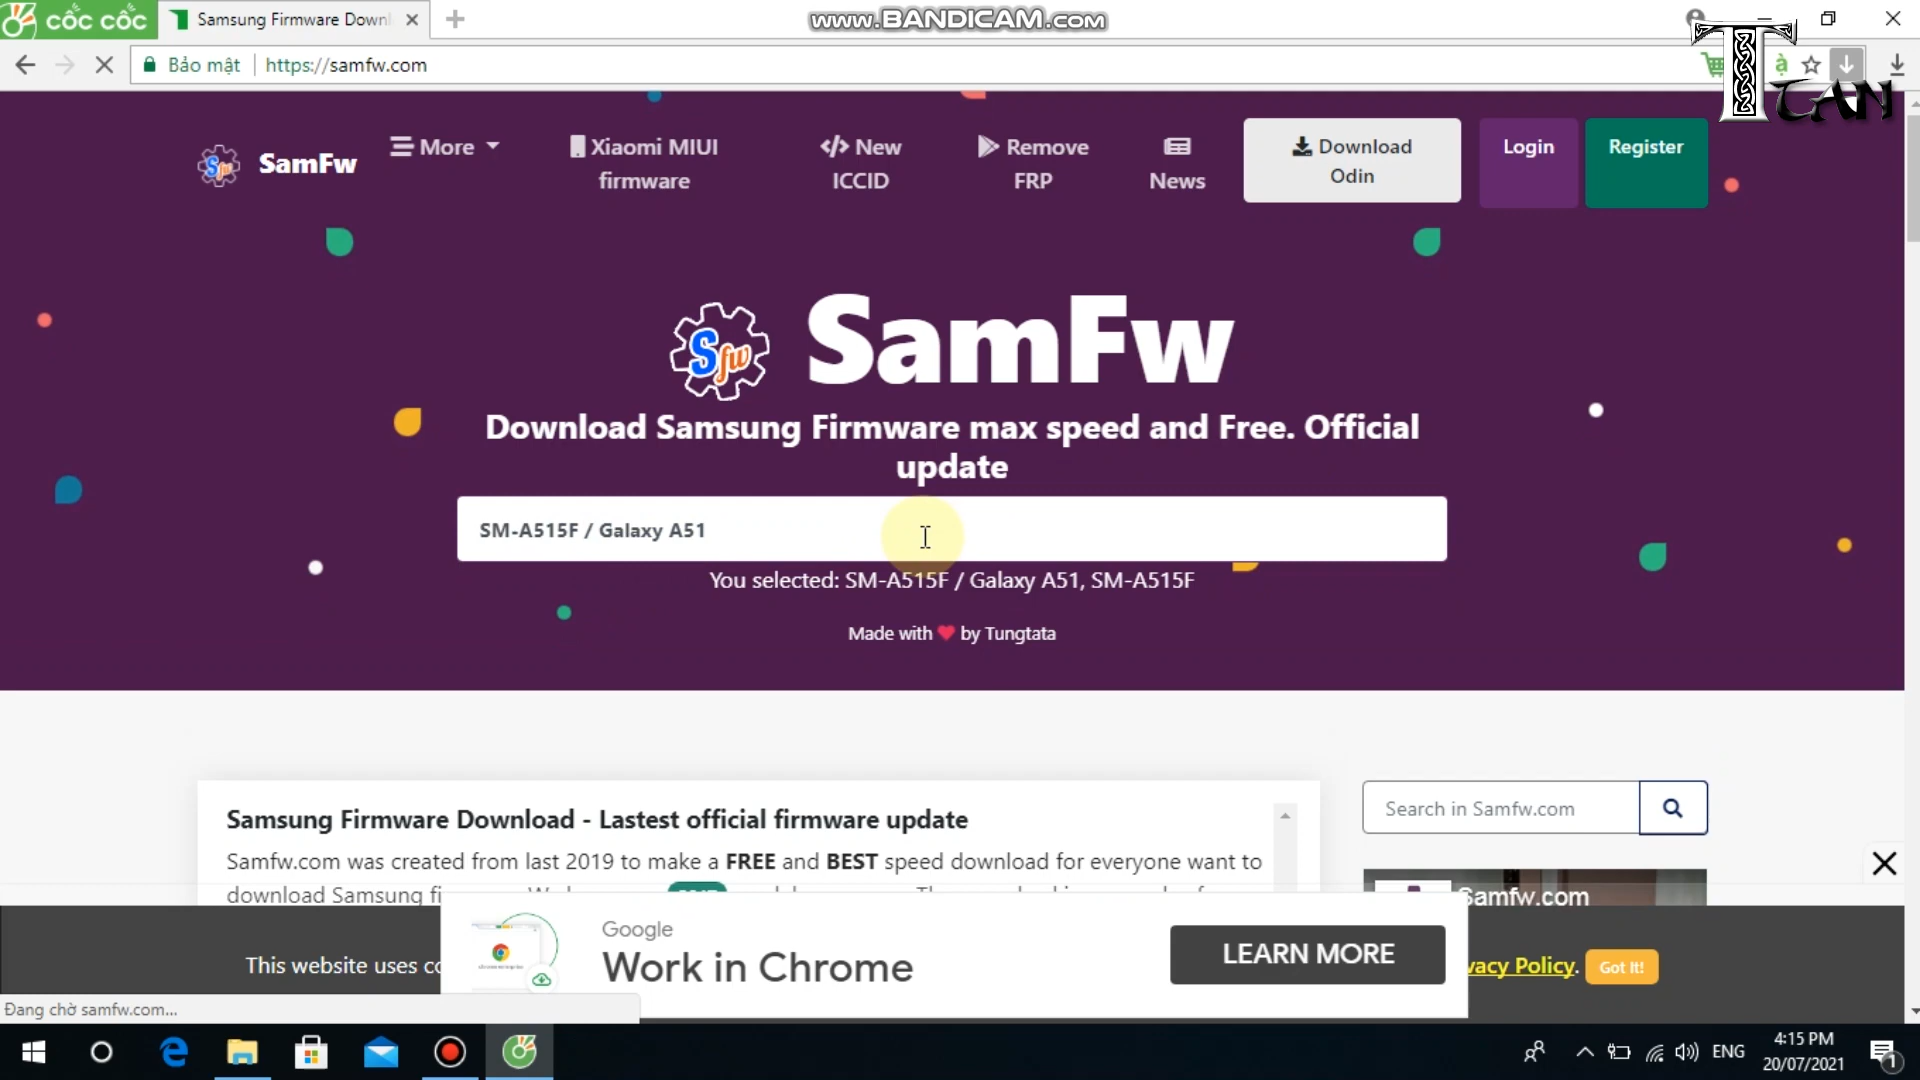 cốc cốc
Samsung Firmware Downl
www.BANDICAM.com
Bảo mật
https://samfw.com
TCAN
SamFw
More
Xiaomi MIUI
firmware
New
ICCID
Remove
FRP
News
Download
Odin
Login
Register
Sfw
SamFw
Download Samsung Firmware max speed and Free. Official
update
SM-A515F / Galaxy A51
You selected: SM-A515F / Galaxy A51, SM-A515F
Made with ❤ by Tungtata
Samsung Firmware Download - Lastest official firmware update
Samfw.com was created from last 2019 to make a FREE and BEST speed download for everyone want to
download Samsung fi
Search in Samfw.com
Samfw.com
This website uses co
Google
Work in Chrome
LEARN MORE
vacy Policy.
Got It!
Đang chờ samfw.com...
ENG
4:15 PM
20/07/2021
1